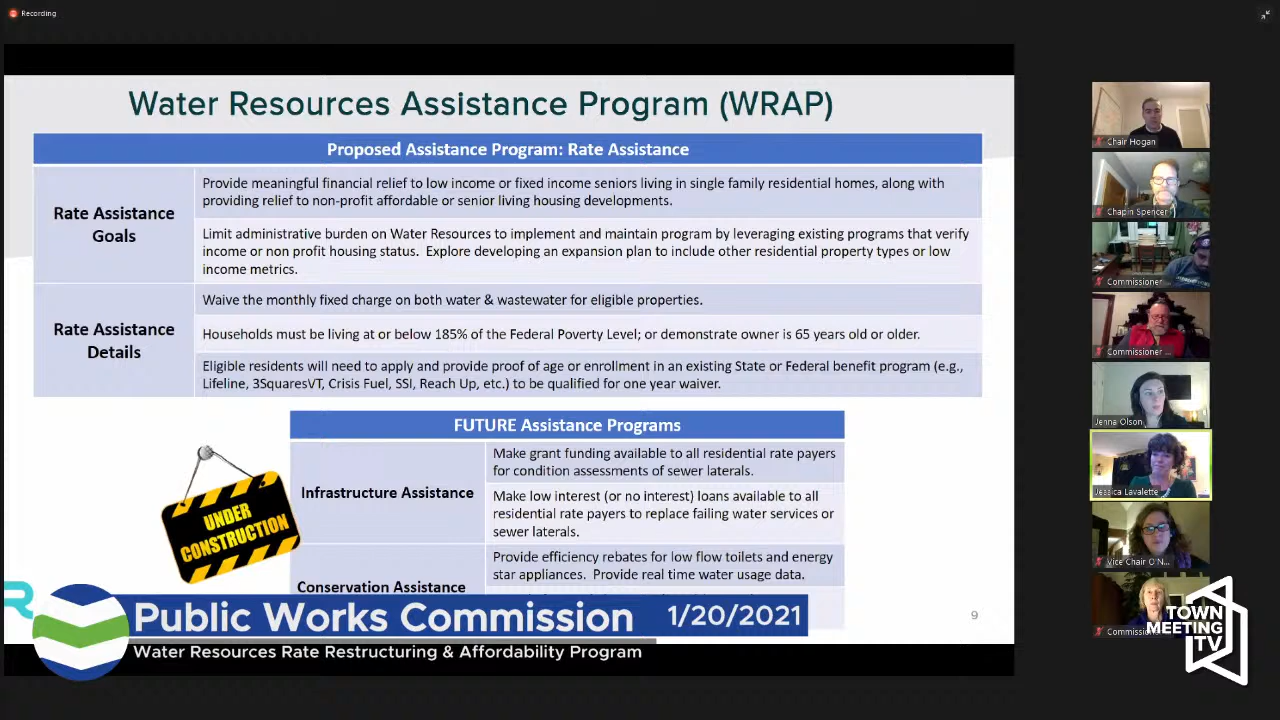 Recording
Water Resources Assistance Program (WRAP)
Proposed Assistance Program: Rate Assistance
Rate Assistance
Goals
Provide meaningful financial relief to low income or fixed income seniors living in single family residential homes, along with
providing relief to non-profit affordable or senior living housing developments.
Limit administrative burden on Water Resources to implement and maintain program by leveraging existing programs that verify
income or non profit housing status. Explore developing an expansion plan to include other residential property types or low
income metrics.
Rate Assistance
Details
Waive the monthly fixed charge on both water & wastewater for eligible properties.
Households must be living at or below 185% of the Federal Poverty Level; or demonstrate owner is 65 years old or older.
Eligible residents will need to apply and provide proof of age or enrollment in an existing State or Federal benefit program (e.g.,
Lifeline, 3SquaresVT, Crisis Fuel, SSI, Reach Up, etc.) to be qualified for one year waiver.
FUTURE Assistance Programs
Infrastructure Assistance
Make grant funding available to all residential rate payers
for condition assessments of sewer laterals.
Make low interest (or no interest) loans available to all
residential rate payers to replace failing water services or
sewer laterals.
Conservation Assistance
Provide efficiency rebates for low flow toilets and energy
star appliances. Provide real time water usage data.
UNDER
CONSTRUCTION
9
Public Works Commission 1/20/2021
Water Resources Rate Restructuring & Affordability Program
Chair Hogan
Chapin Spencer
Commissioner ...
Commissioner ...
Jenna Olson
Jessica Lavalette
Vice Chair O'N...
TOWN
MEETING
TV